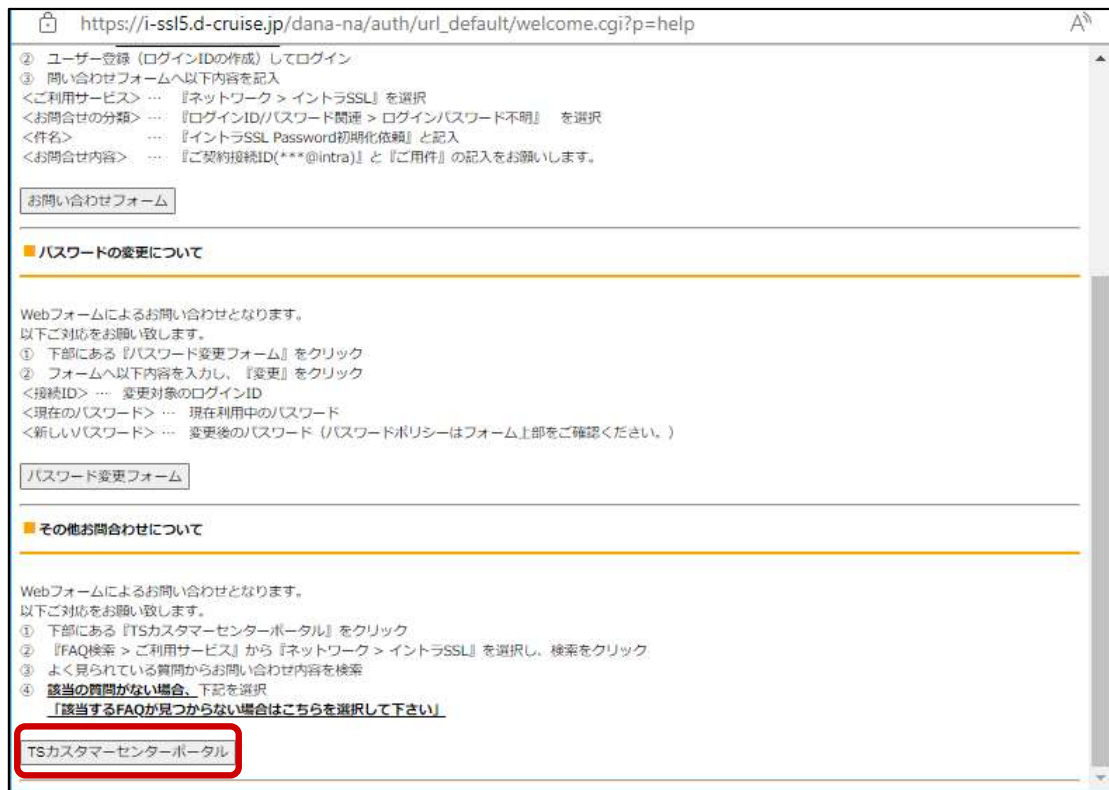 https://i-ssl5.d-cruise.jp/dana-na/auth/url_default/welcome.cgi?p=help
② ユーザー登録（ログインIDの作成）してログイン
③ 問い合わせフォームへ以下内容を記入
<ご利用サービス> … 『ネットワーク > イントラSSL』を選択
<お問合せの分類> … 『ログインID/パスワード関連 > ログインパスワード不明』 を選択
<件名> … 『イントラSSL Password初期化依頼』と記入
<お問合せ内容> … 『ご契約接続ID(***@intra)』と『ご用件』の記入をお願いします。
お問い合わせフォーム
■パスワードの変更について
Webフォームによるお問い合わせとなります。
以下ご対応をお願い致します。
① 下部にある『パスワード変更フォーム』をクリック
② フォームへ以下内容を入力し、『変更』をクリック
<接続ID> … 変更対象のログインID
<現在のパスワード> … 現在利用中のパスワード
<新しいパスワード> … 変更後のパスワード（パスワードポリシーはフォーム上部をご確認ください。）
パスワード変更フォーム
■その他お問合わせについて
Webフォームによるお問い合わせとなります。
以下ご対応をお願い致します。
① 下部にある『TSカスタマーセンターポータル』をクリック
② 『FAQ検索 > ご利用サービス』から『ネットワーク > イントラSSL』を選択し、検索をクリック
③ よく見られている質問からお問い合わせ内容を検索
④ 該当の質問がない場合、下記を選択
「該当するFAQが見つからない場合はこちらを選択して下さい」
TSカスタマーセンターポータル